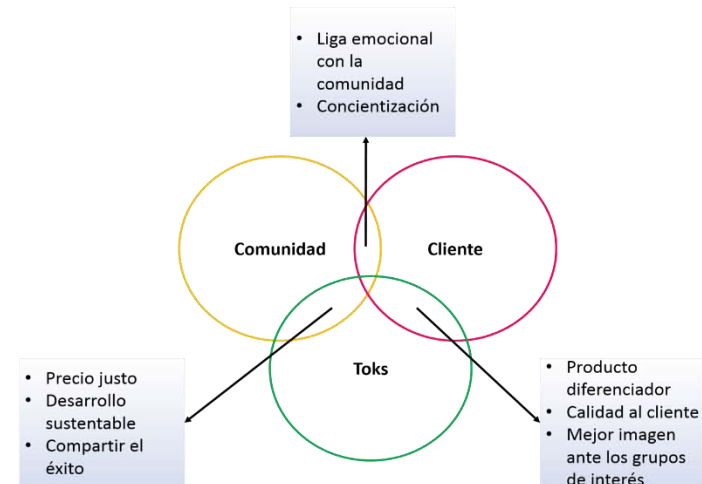 • Liga emocional
con la
comunidad
• Concientización
Comunidad
Cliente
Toks
• Precio justo
• Desarrollo
sustentable
• Compartir el
éxito
• Producto
diferenciador
• Calidad al cliente
• Mejor imagen
ante los grupos
de interés